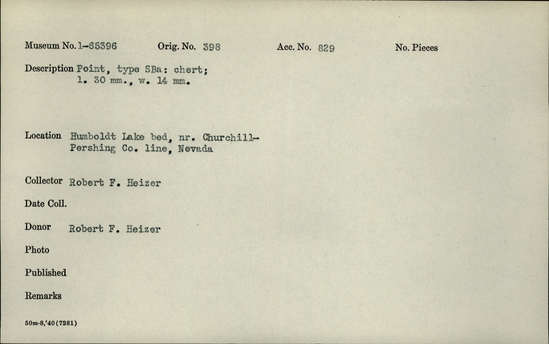 Museum No. 1-68396 Orig. No. 398 Acc. No. 829 No. Pieces
Description Point, type SBa: chert;
l. 30 mm., w. 14 mm.
Location Humboldt Lake bed, nr. Churchill-
Pershing Co. line, Nevada
Collector Robert F. Heizer
Date Coll.
Donor Robert F. Heizer
Photo
Published
Remarks
50m-8,'40(7281)